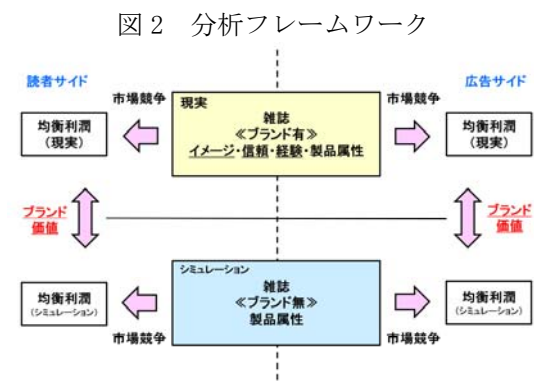 図2 分析フレームワーク
読者サイド
広告サイド
市場競争
市場競争
現実
雑誌
≪ブランド有≫
イメージ・信頼・経験・製品属性
均衡利潤
(現実)
均衡利潤
(現実)
ブランド
価値
ブランド
価値
シミュレーション
雑誌
≪ブランド無≫
製品属性
均衡利潤
(シミュレーション)
均衡利潤
(シミュレーション)
市場競争
市場競争